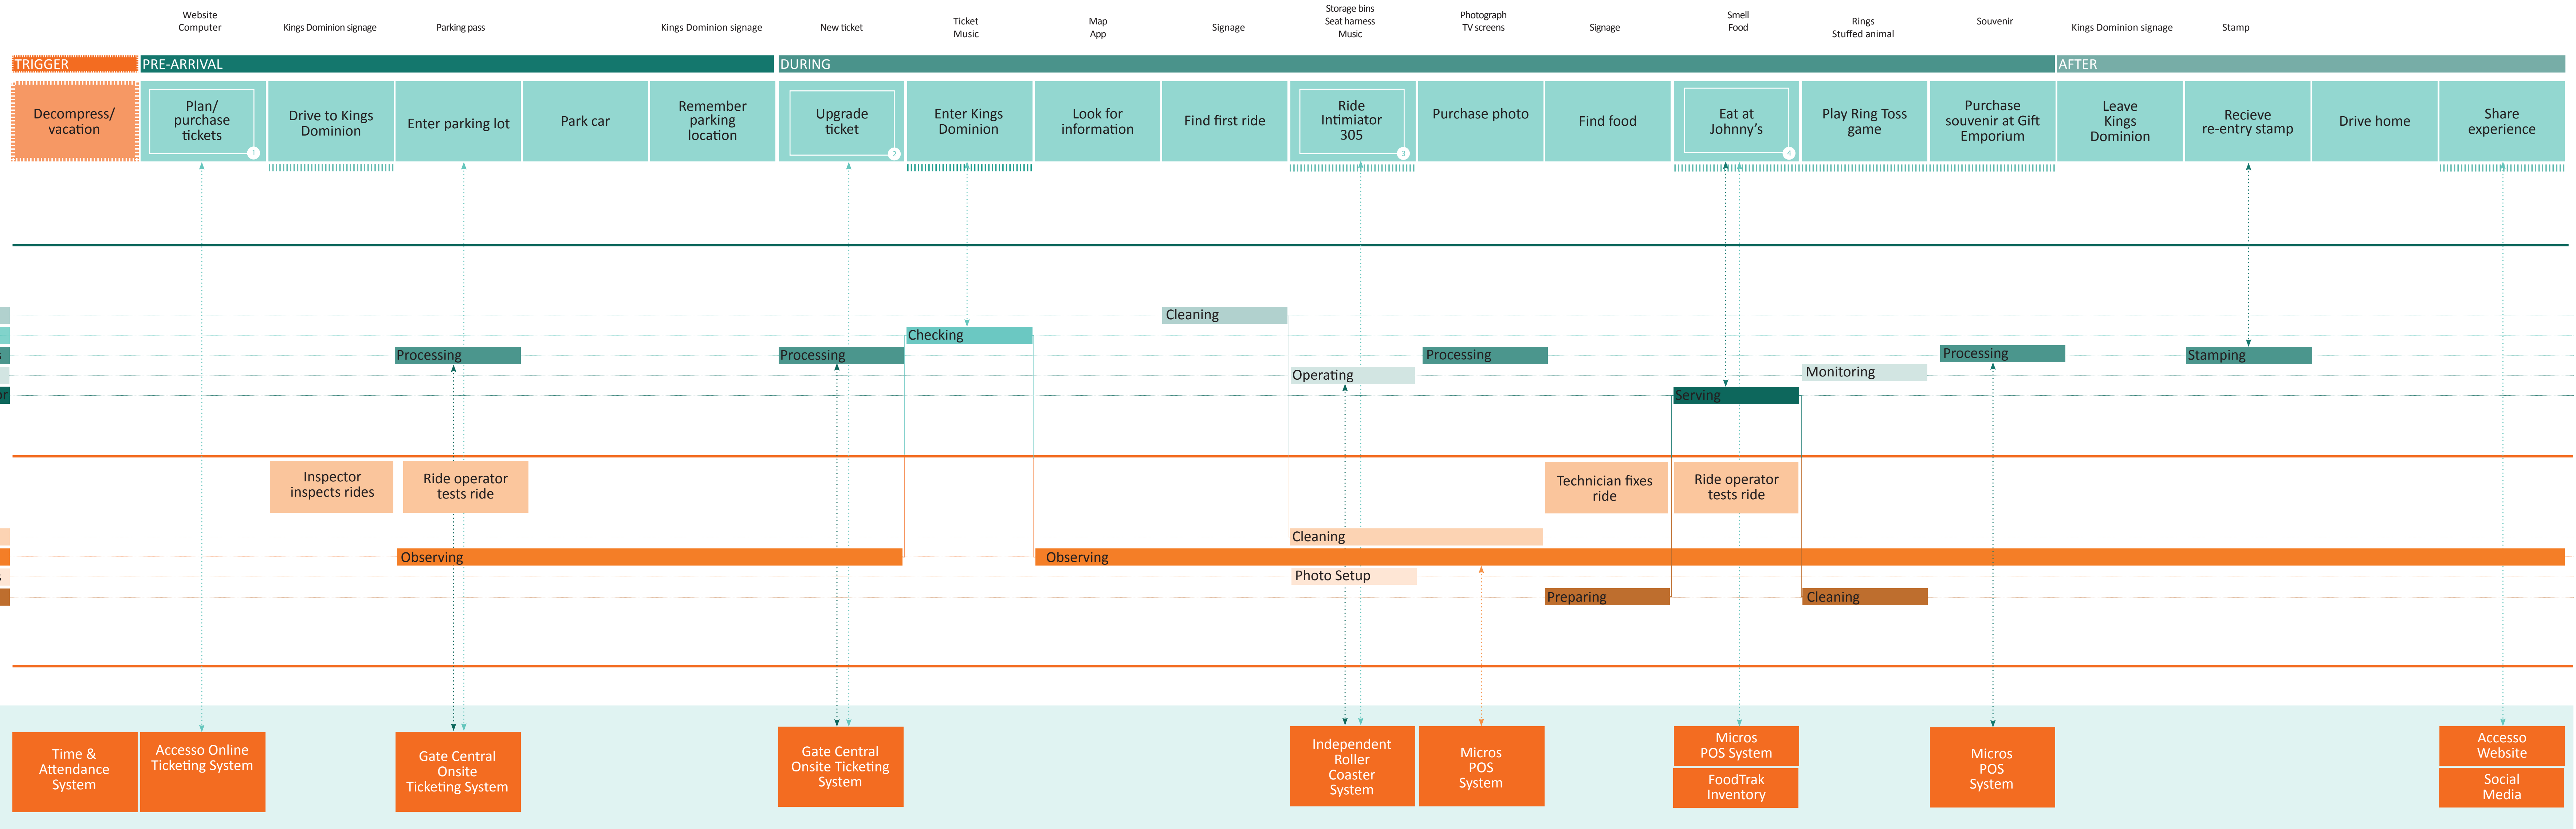 Website
Computer
Kings Dominion signage
Parking pass
Kings Dominion signage
New ticket
Ticket
Music
Map
App
Signage
Storage bins
Seat harness
Music
Photograph
TV screens
Signage
Smell
Food
Rings
Stuffed animal
Souvenir
Kings Dominion signage
Stamp
TRIGGER
PRE-ARRIVAL
DURING
AFTER
Decompress/
vacation
Plan/
purchase
tickets
1
Drive to Kings
Dominion
Enter parking lot
Park car
Remember
parking
location
Upgrade
ticket
2
Enter Kings
Dominion
Look for
information
Find first ride
Ride
Intimiator
305
3
Purchase photo
Find food
Eat at
Johnny's
4
Play Ring Toss
game
Purchase
souvenir at Gift
Emporium
Leave
Kings
Dominion
Recieve
re-entry stamp
Drive home
Share
experience
Cleaning
Checking
s
Processing
Processing
Processing
Processing
Stamping
Operating
Monitoring
or
Serving
Inspector
inspects rides
Ride operator
tests ride
Technician fixes
ride
Ride operator
tests ride
Cleaning
Observing
Observing
s
Photo Setup
Preparing
Cleaning
Time &
Attendance
System
Accesso Online
Ticketing System
Gate Central
Onsite
Ticketing System
Gate Central
Onsite Ticketing
System
Independent
Roller
Coaster
System
Micros
POS
System
Micros
POS System
FoodTrak
Inventory
Micros
POS
System
Accesso
Website
Social
Media